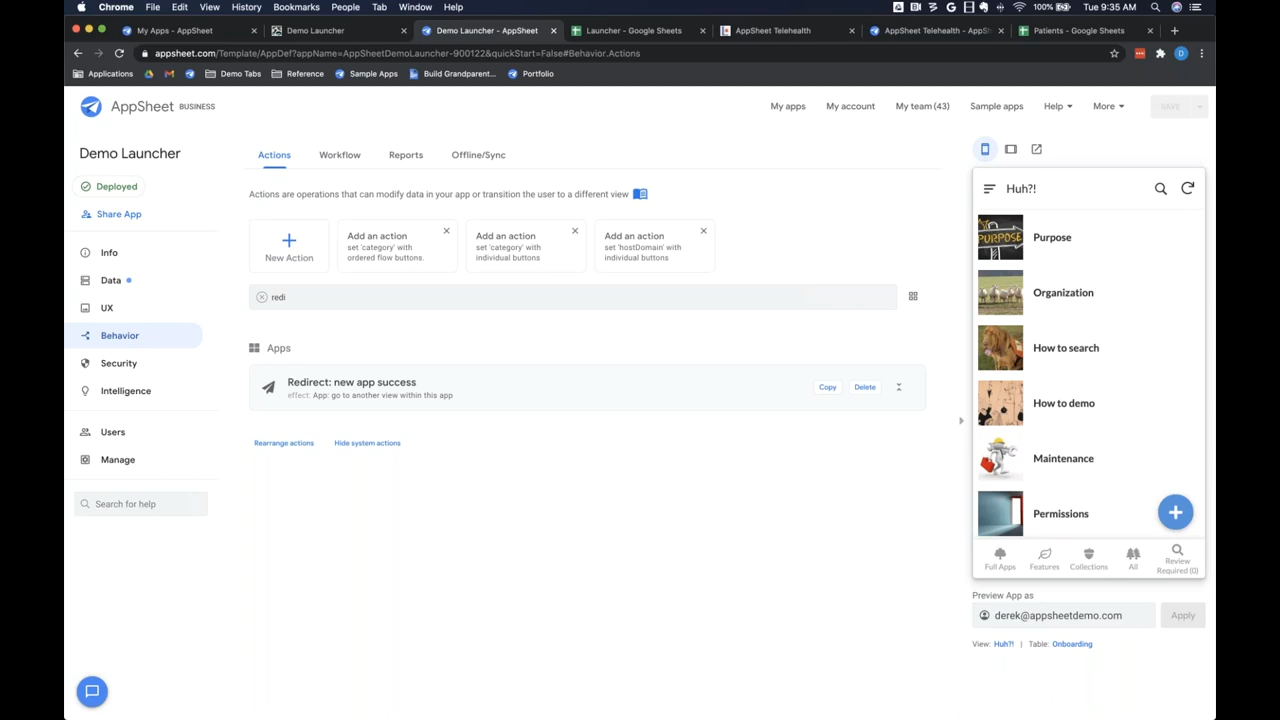 Chrome File Edit View History Bookmarks People Tab Window Help 100% Tue 9:35 AM
My Apps - AppSheet Demo Launcher Demo Launcher - AppSheet Launcher - Google Sheets AppSheet Telehealth AppSheet Telehealth - AppSh Patients - Google Sheets
appsheet.com/Template/AppDef?appName=AppSheetDemoLauncher-900122&quickStart=False#Behavior.Actions
Applications Demo Tabs Reference Sample Apps Build Quandrant... Portfolio
AppSheet BUSINESS My apps My account My team (43) Sample apps Help More SAVE
Demo Launcher
Deployed
Share App
Info
Data
UX
Behavior
Security
Intelligence
Users
Manage
Search for help
Actions Workflow Reports Offline/Sync
Actions are operations that can modify data in your app or transition the user to a different view
New Action
Add an action
set 'category' with
ordered flow buttons.
Add an action
set 'category' with
individual buttons
Add an action
set 'hostDomain' with
individual buttons
redi
Apps
Redirect: new app success
effect: App: go to another view within this app
Copy Delete
Rearrange actions Hide system actions
Huh?!
Purpose
PURPOSE
Organization
How to search
How to demo
Maintenance
Permissions
Full Apps Features Collections All Review
Required (0)
Preview App as
derek@appsheetdemo.com Apply
View: Huh?! | Table: Onboarding